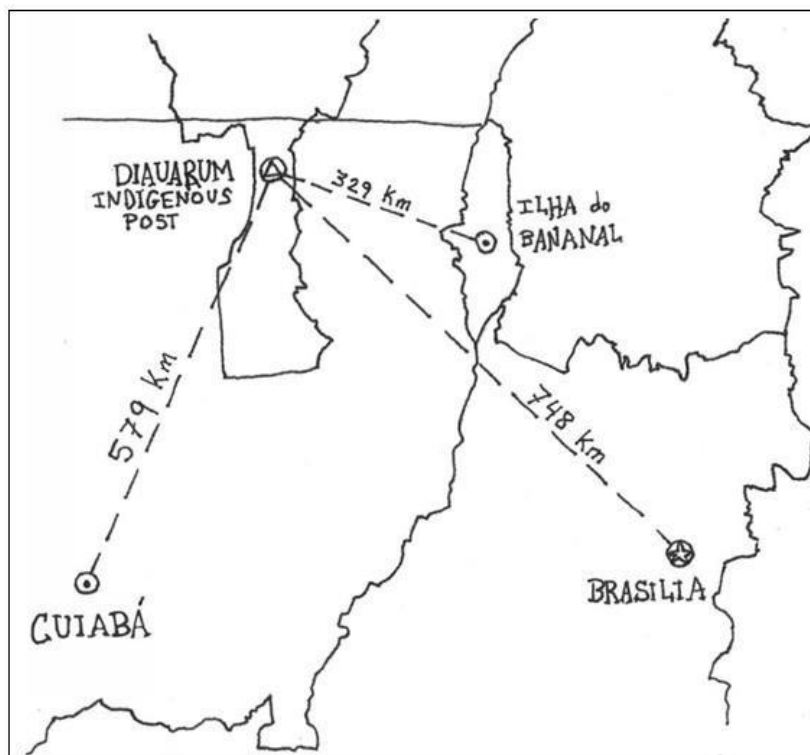 DIAUARUM
INDIGENOUS
POST
329 Km
ILHA do
BANANAL
579 Km
748 Km
BRASILIA
CUIABÁ